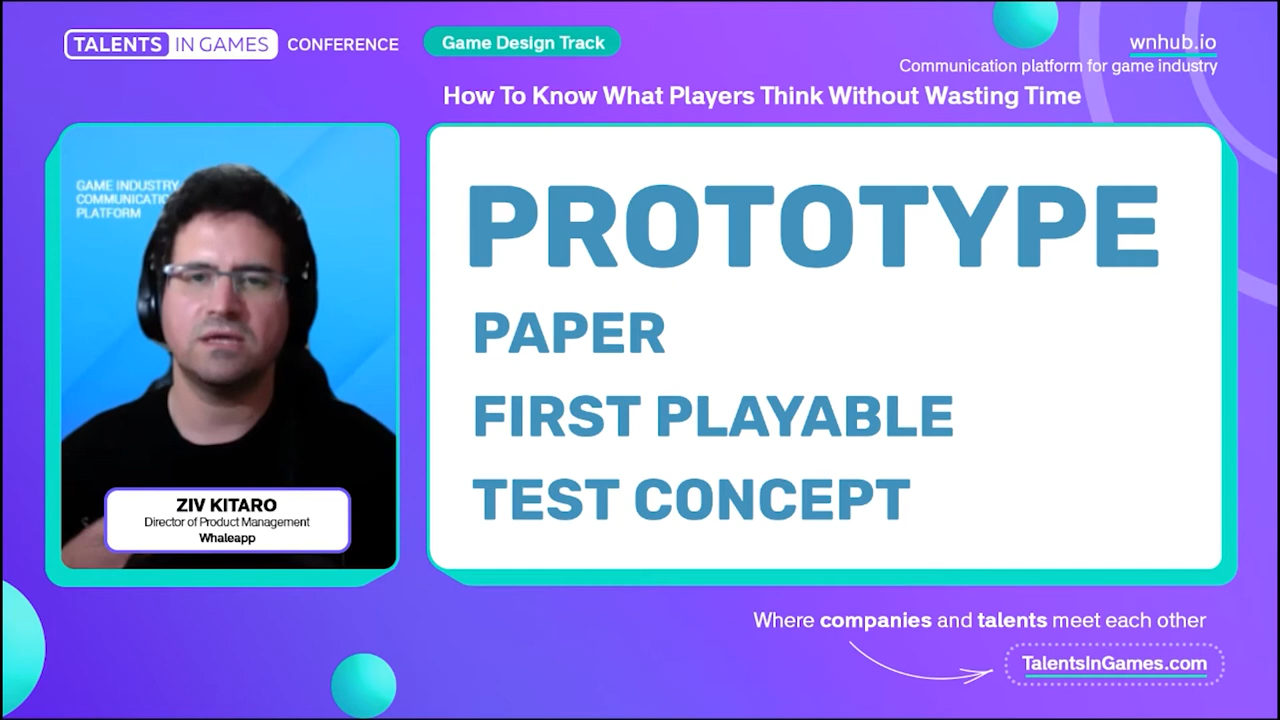 TALENTS IN GAMES CONFERENCE
Game Design Track
wnhub.io
Communication platform for game industry
How To Know What Players Think Without Wasting Time
GAME INDUSTRY
PLATFORM
ZIV KITARO
Director of Product Management
Whaleapp
PROTOTYPE
PAPER
FIRST PLAYABLE
TEST CONCEPT
Where companies and talents meet each other
TalentsInGames.com